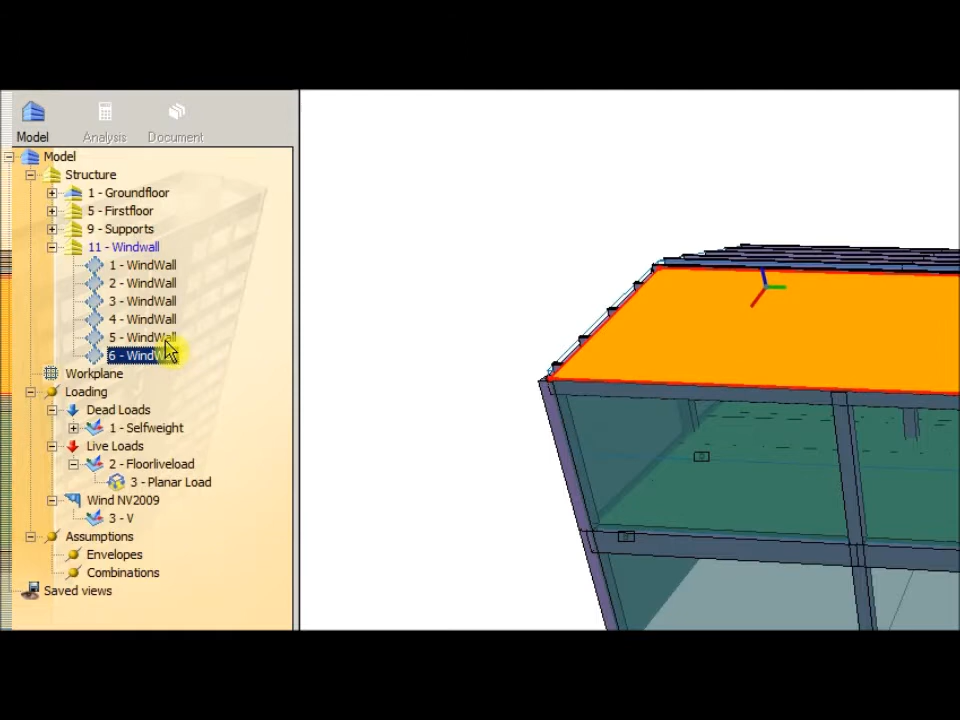 Model Analysis Document
Model
Structure
1 - Groundfloor
5 - Firstfloor
9 - Supports
11 - Windwall
1 - WindWall
2 - WindWall
3 - WindWall
4 - WindWall
5 - WindWall
6 - WindW
Workplane
Loading
Dead Loads
1 - Selfweight
Live Loads
2 - Floorliveload
3 - Planar Load
Wind NV2009
3 - V
Assumptions
Envelopes
Combinations
Saved views